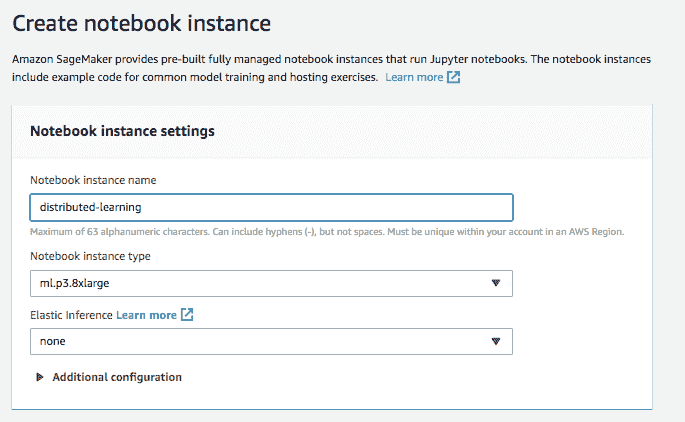 Create notebook instance
Amazon SageMaker provides pre-built fully managed notebook instances that run Jupyter notebooks. The notebook instances
include example code for common model training and hosting exercises. Learn more
Notebook instance settings
Notebook instance name
distributed-learning
Maximum of 63 alphanumeric characters. Can include hyphens (-), but not spaces. Must be unique within your account in an AWS Region.
Notebook instance type
ml.p3.8xlarge
Elastic Inference Learn more
none
Additional configuration